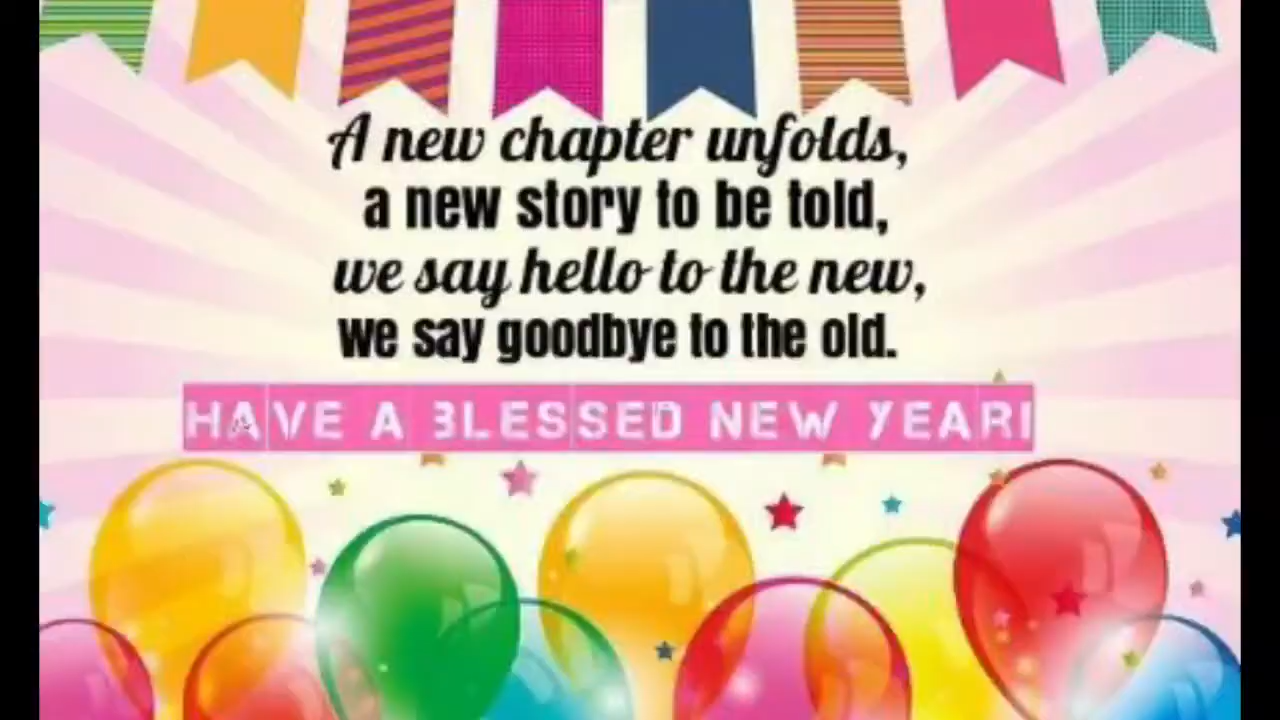 A new chapter unfolds,
a new story to be told,
we say hello to the new,
we say goodbye to the old.
HAVE A BLESSED NEW YEAR!